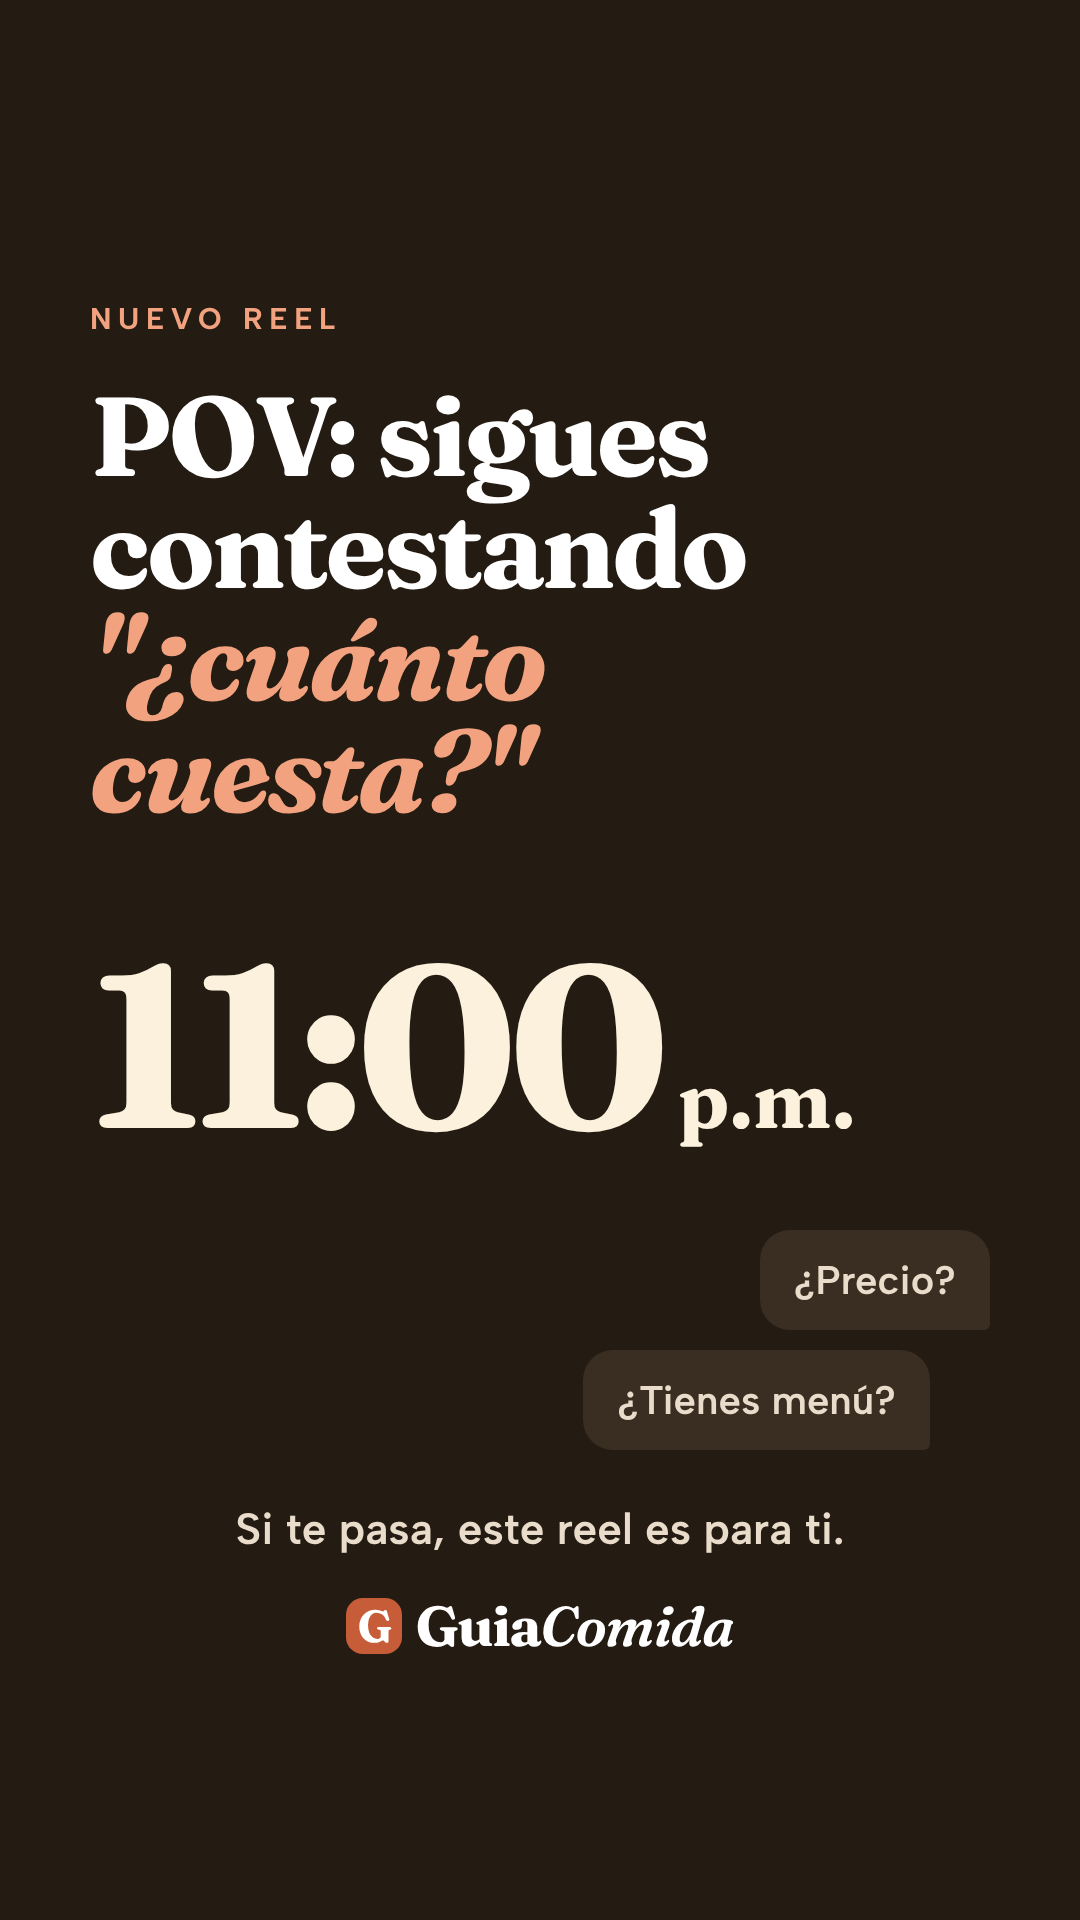 NUEVO REEL
POV: sigues
contestando
"¿cuánto
cuesta?"
11:00 p.m.
¿Precio?
¿Tienes menú?
Si te pasa, este reel es para ti.
G GuiaComida